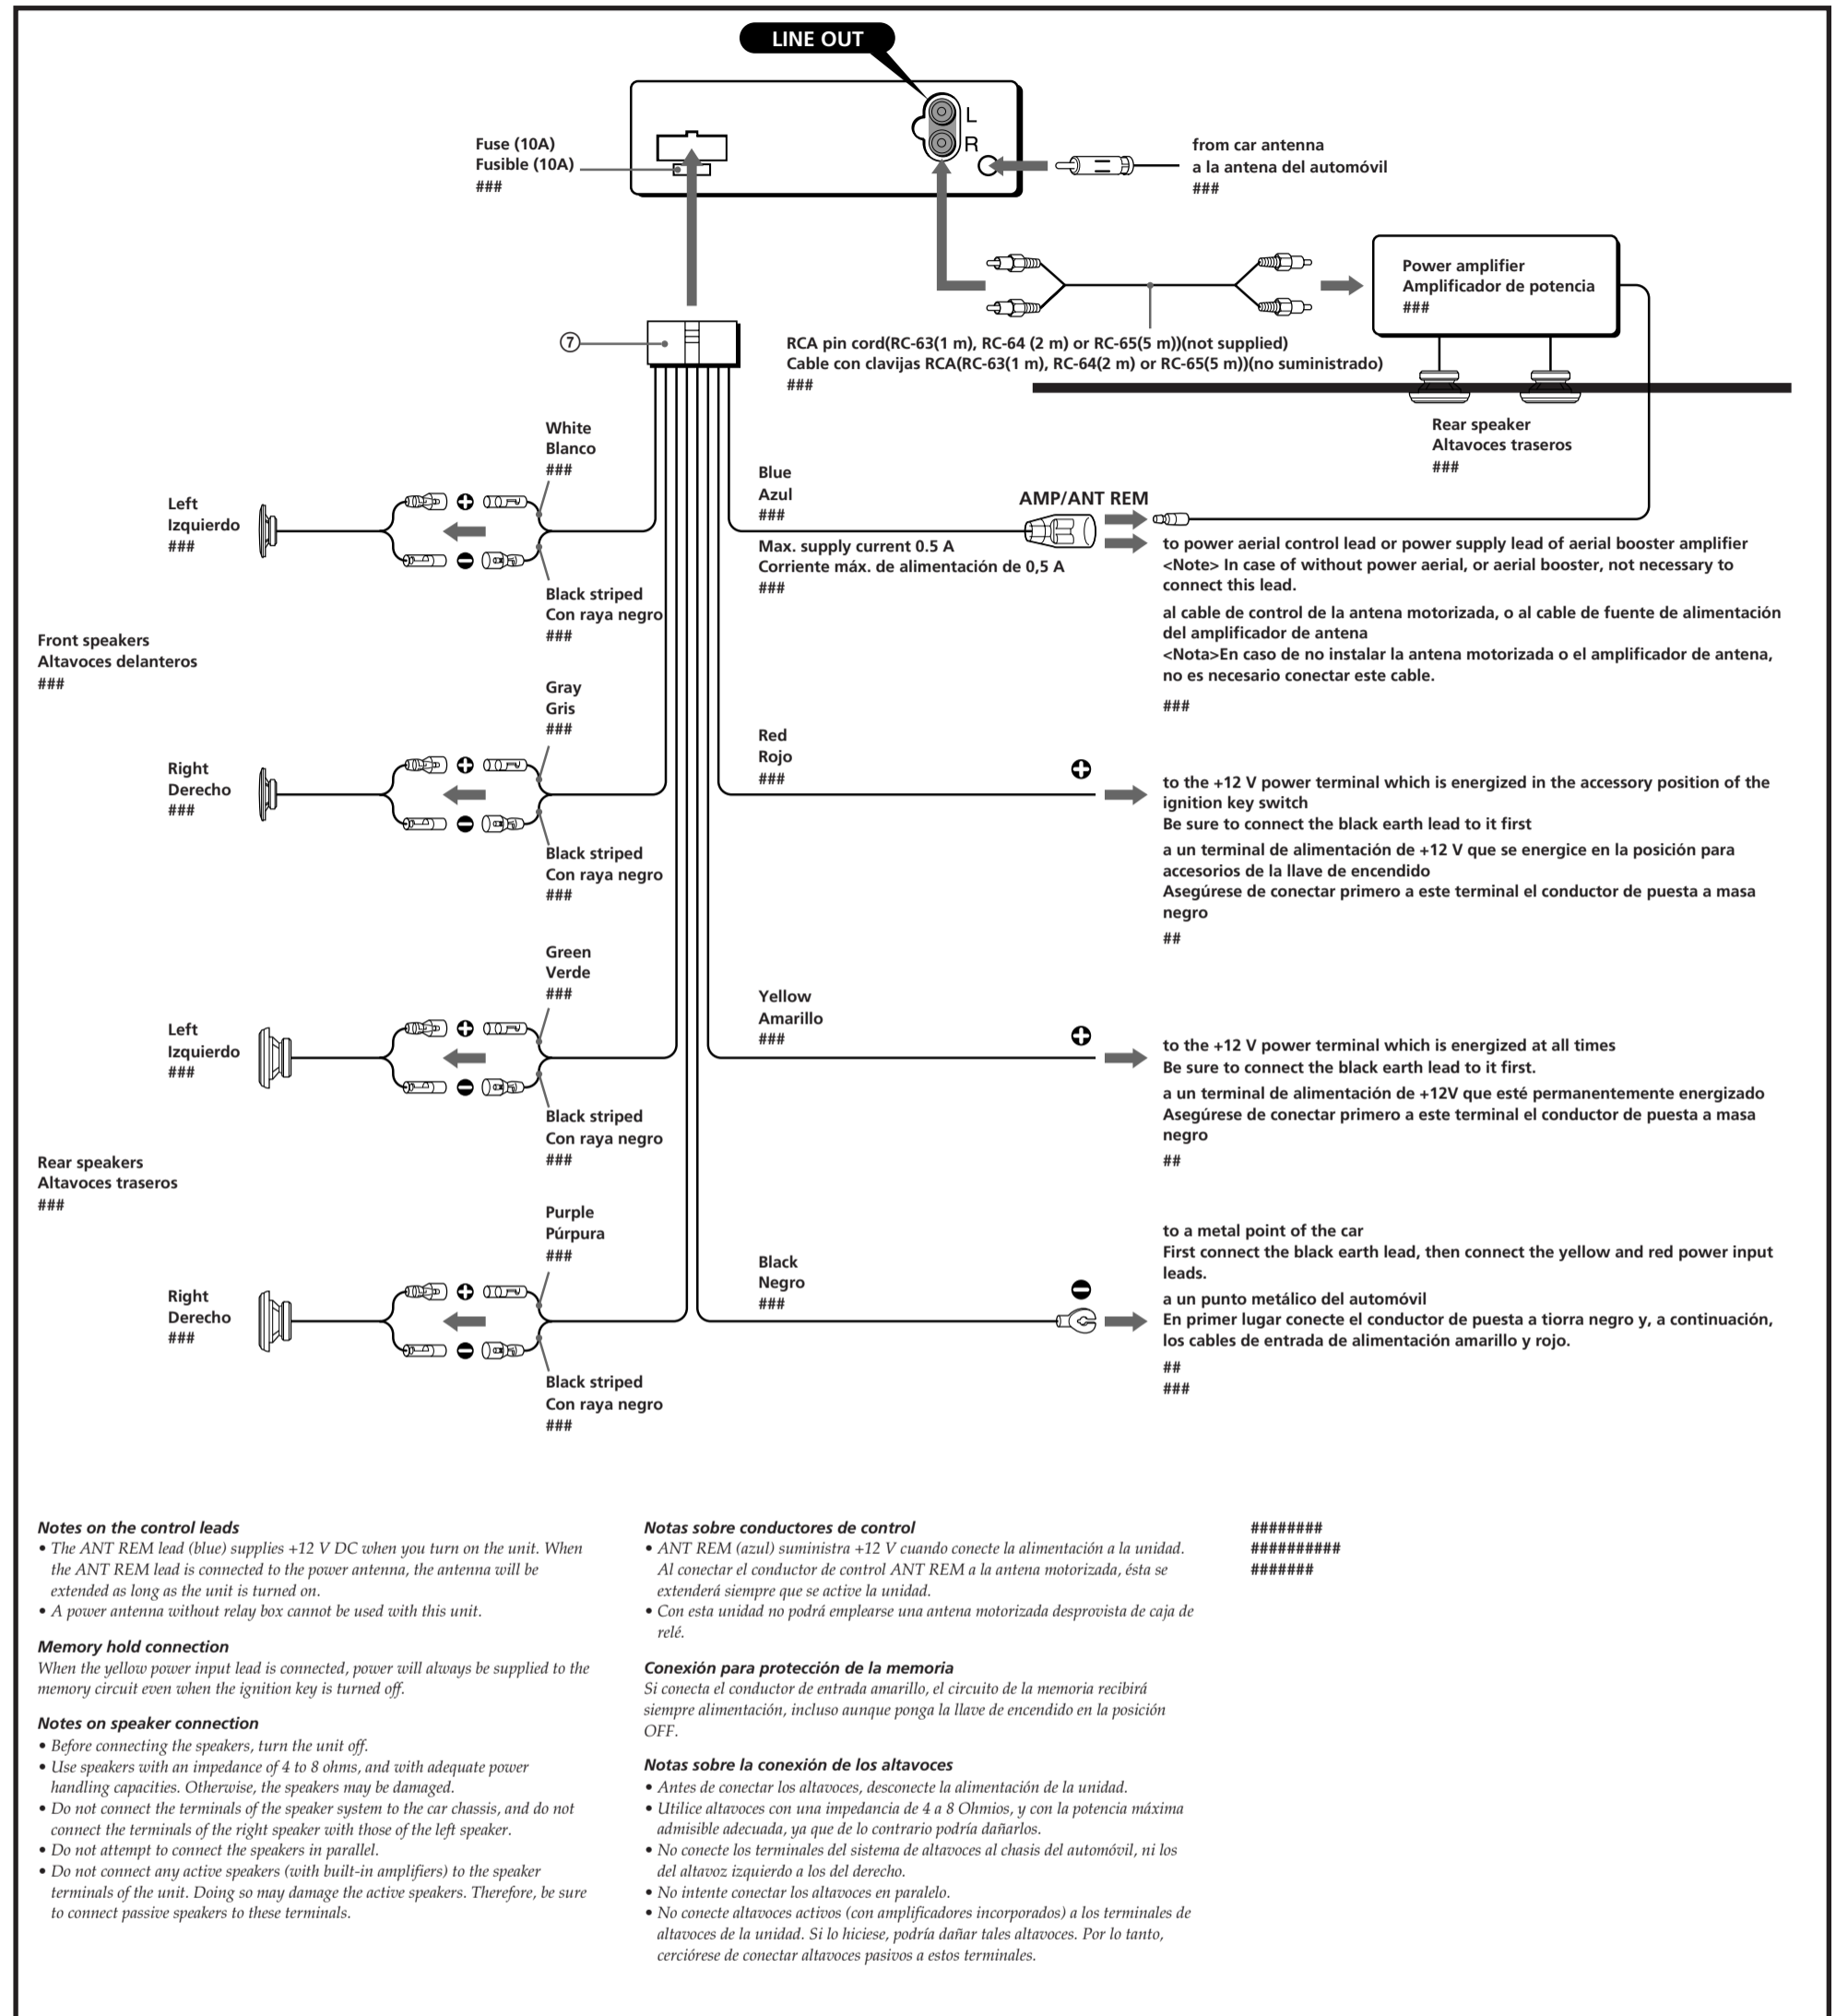 LINE OUT
L
R
Fuse (10A)
Fusible (10A)
###
from car antenna
a la antena del automóvil
###
Power amplifier
Amplificador de potencia
###
7
RCA pin cord(RC-63(1 m), RC-64 (2 m) or RC-65(5 m))(not supplied)
Cable con clavijas RCA(RC-63(1 m), RC-64(2 m) or RC-65(5 m))(no suministrado)
###
Rear speaker
Altavoces traseros
###
White
Blanco
###
Left
Izquierdo
###
+
−
Black striped
Con raya negro
###
Front speakers
Altavoces delanteros
###
Gray
Gris
###
Right
Derecho
###
+
−
Black striped
Con raya negro
###
Green
Verde
###
Left
Izquierdo
###
+
−
Black striped
Con raya negro
###
Rear speakers
Altavoces traseros
###
Purple
Púrpura
###
Right
Derecho
###
+
−
Black striped
Con raya negro
###
Blue
Azul
###
Max. supply current 0.5 A
Corriente máx. de alimentación de 0,5 A
###
AMP/ANT REM
to power aerial control lead or power supply lead of aerial booster amplifier
<Note> In case of without power aerial, or aerial booster, not necessary to
connect this lead.
al cable de control de la antena motorizada, o al cable de fuente de alimentación
del amplificador de antena
<Nota>En caso de no instalar la antena motorizada o el amplificador de antena,
no es necesario conectar este cable.
###
Red
Rojo
###
+
to the +12 V power terminal which is energized in the accessory position of the
ignition key switch
Be sure to connect the black earth lead to it first
a un terminal de alimentación de +12 V que se energice en la posición para
accesorios de la llave de encendido
Asegúrese de conectar primero a este terminal el conductor de puesta a masa
negro
##
Yellow
Amarillo
###
+
to the +12 V power terminal which is energized at all times
Be sure to connect the black earth lead to it first.
a un terminal de alimentación de +12V que esté permanentemente energizado
Asegúrese de conectar primero a este terminal el conductor de puesta a masa
negro
##
Black
Negro
###
−
to a metal point of the car
First connect the black earth lead, then connect the yellow and red power input
leads.
a un punto metálico del automóvil
En primer lugar conecte el conductor de puesta a tiorra negro y, a continuación,
los cables de entrada de alimentación amarillo y rojo.
##
###
Notes on the control leads
• The ANT REM lead (blue) supplies +12 V DC when you turn on the unit. When
the ANT REM lead is connected to the power antenna, the antenna will be
extended as long as the unit is turned on.
• A power antenna without relay box cannot be used with this unit.
Memory hold connection
When the yellow power input lead is connected, power will always be supplied to the
memory circuit even when the ignition key is turned off.
Notes on speaker connection
• Before connecting the speakers, turn the unit off.
• Use speakers with an impedance of 4 to 8 ohms, and with adequate power
handling capacities. Otherwise, the speakers may be damaged.
• Do not connect the terminals of the speaker system to the car chassis, and do not
connect the terminals of the right speaker with those of the left speaker.
• Do not attempt to connect the speakers in parallel.
• Do not connect any active speakers (with built-in amplifiers) to the speaker
terminals of the unit. Doing so may damage the active speakers. Therefore, be sure
to connect passive speakers to these terminals.
Notas sobre conductores de control
• ANT REM (azul) suministra +12 V cuando conecte la alimentación a la unidad.
Al conectar el conductor de control ANT REM a la antena motorizada, ésta se
extenderá siempre que se active la unidad.
• Con esta unidad no podrá emplearse una antena motorizada desprovista de caja de
relé.
Conexión para protección de la memoria
Si conecta el conductor de entrada amarillo, el circuito de la memoria recibirá
siempre alimentación, incluso aunque ponga la llave de encendido en la posición
OFF.
Notas sobre la conexión de los altavoces
• Antes de conectar los altavoces, desconecte la alimentación de la unidad.
• Utilice altavoces con una impedancia de 4 a 8 Ohmios, y con la potencia máxima
admisible adecuada, ya que de lo contrario podría dañarlos.
• No conecte los terminales del sistema de altavoces al chasis del automóvil, ni los
del altavoz izquierdo a los del derecho.
• No intente conectar los altavoces en paralelo.
• No conecte altavoces activos (con amplificadores incorporados) a los terminales de
altavoces de la unidad. Si lo hiciese, podría dañar tales altavoces. Por lo tanto,
cerciórese de conectar altavoces pasivos a estos terminales.
########
##########
#######